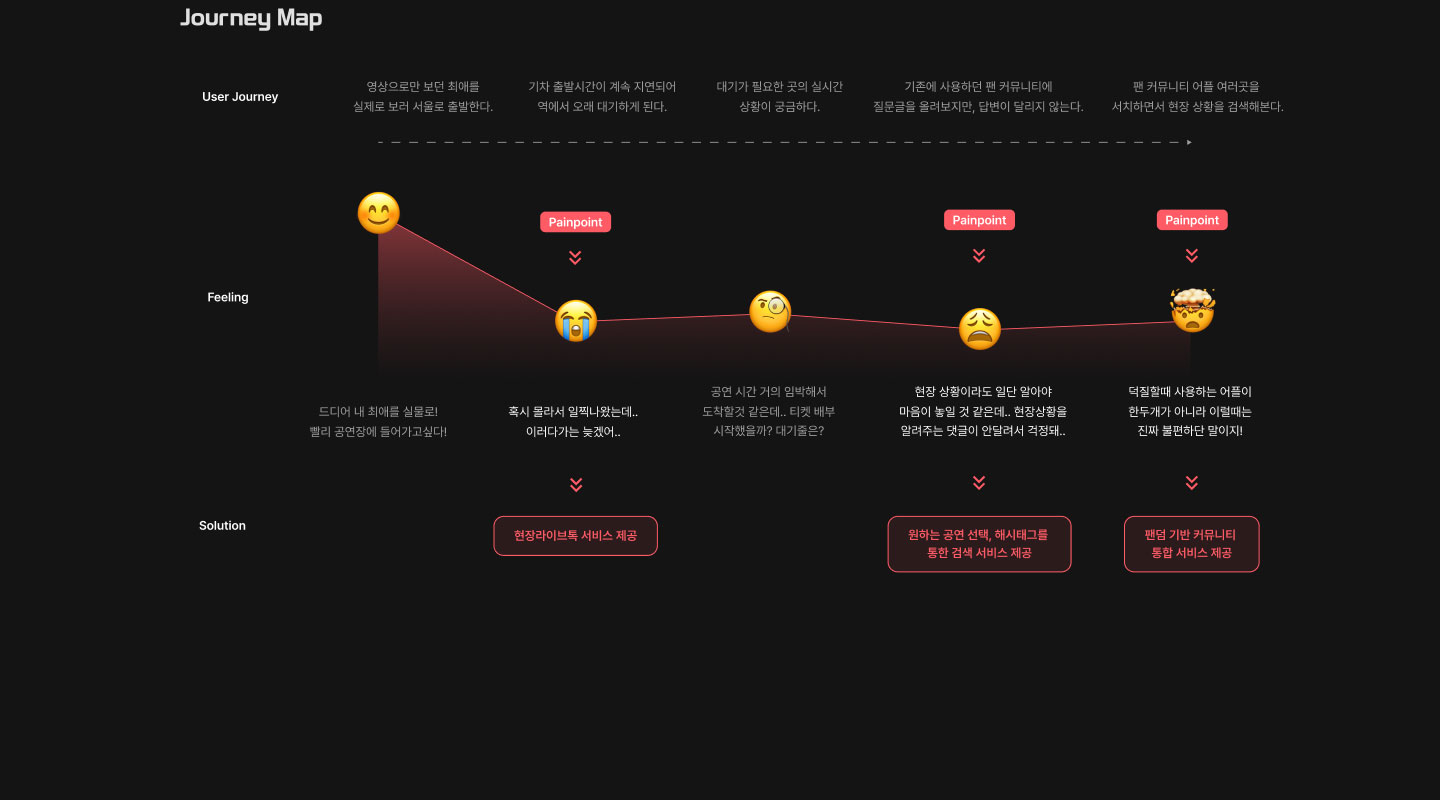 Journey Map
User Journey
영상으로만 보던 최애를
실제로 보러 서울로 출발한다.
기차 출발시간이 계속 지연되어
역에서 오래 대기하게 된다.
대기가 필요한 곳의 실시간
상황이 궁금하다.
기존에 사용하던 팬 커뮤니티에
질문글을 올려보지만, 답변이 달리지 않는다.
팬 커뮤니티 어플 여러곳을
서치하면서 현장 상황을 검색해본다.
Feeling
Painpoint
Painpoint
Painpoint
드디어 내 최애를 실물로!
빨리 공연장에 들어가고싶다!
혹시 몰라서 일찍나왔는데..
이러다가는 늦겠어..
공연 시간 거의 임박해서
도착할것 같은데.. 티켓 배부
시작했을까? 대기줄은?
현장 상황이라도 일단 알아야
마음이 놓일 것 같은데.. 현장상황을
알려주는 댓글이 안달려서 걱정돼..
덕질할때 사용하는 어플이
한두개가 아니라 이럴때는
진짜 불편하단 말이지!
Solution
현장라이브톡 서비스 제공
원하는 공연 선택, 해시태그를
통한 검색 서비스 제공
팬덤 기반 커뮤니티
통합 서비스 제공